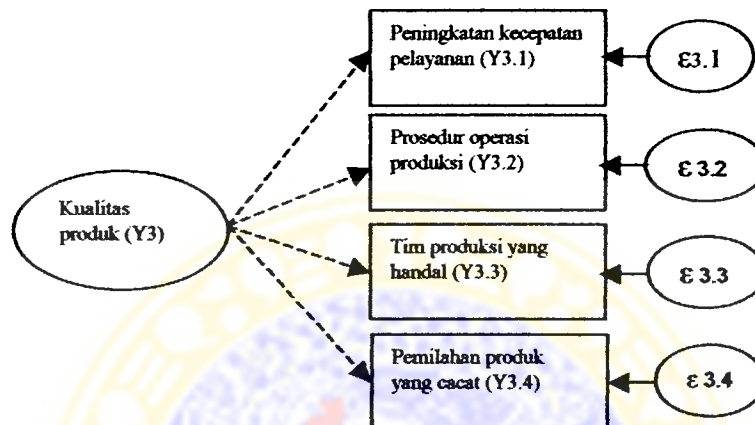 Peningkatan kecepatan
pelayanan (Y3.1)
ε3.1
Prosedur operasi
produksi (Y3.2)
ε 3.2
Kualitas
produk (Y3)
Tim produksi yang
handal (Y3.3)
ε 3.3
Pemilahan produk
yang cacat (Y3.4)
ε 3.4